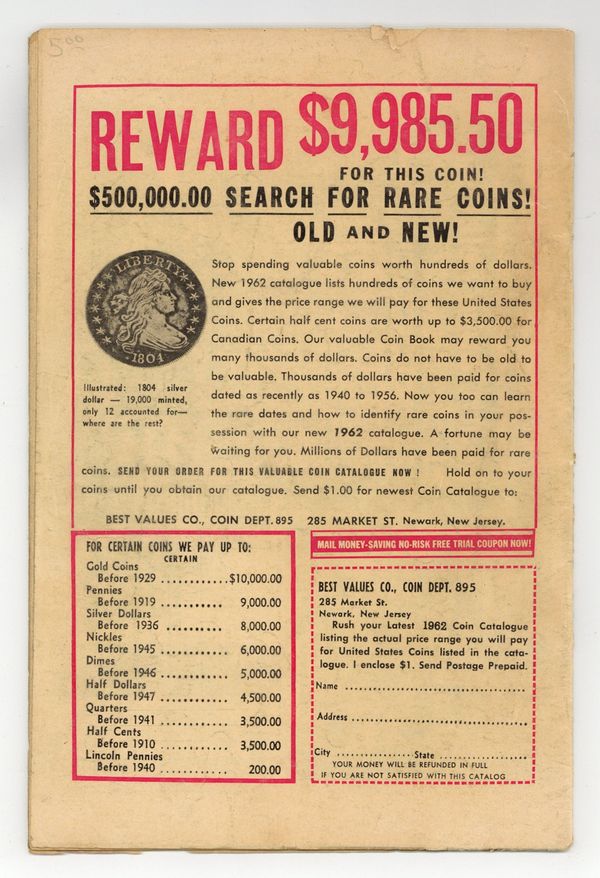 5.00
REWARD $9,985.50
FOR THIS COIN!
$500,000.00 SEARCH FOR RARE COINS!
OLD AND NEW!
LIBERTY
1804
Illustrated: 1804 silver
dollar — 19,000 minted,
only 12 accounted for—
where are the rest?
Stop spending valuable coins worth hundreds of dollars.
New 1962 catalogue lists hundreds of coins we want to buy
and gives the price range we will pay for these United States
Coins. Certain half cent coins are worth up to $3,500.00 for
Canadian Coins. Our valuable Coin Book may reward you
many thousands of dollars. Coins do not have to be old to
be valuable. Thousands of dollars have been paid for coins
dated as recently as 1940 to 1956. Now you too can learn
the rare dates and how to identify rare coins in your pos-
session with our new 1962 catalogue. A fortune may be
waiting for you. Millions of Dollars have been paid for rare
coins. SEND YOUR ORDER FOR THIS VALUABLE COIN CATALOGUE NOW ! Hold on to your
coins until you obtain our catalogue. Send $1.00 for newest Coin Catalogue to:
BEST VALUES CO., COIN DEPT. 895 285 MARKET ST. Newark, New Jersey.
FOR CERTAIN COINS WE PAY UP TO:
CERTAIN
Gold Coins
Before 1929 ............$10,000.00
Pennies
Before 1919 ........... 9,000.00
Silver Dollars
Before 1936 ........... 8,000.00
Nickles
Before 1945 ............ 6,000.00
Dimes
Before 1946 ............ 5,000.00
Half Dollars
Before 1947 ............ 4,500.00
Quarters
Before 1941 ............ 3,500.00
Half Cents
Before 1910 ............ 3,500.00
Lincoln Pennies
Before 1940 ............ 200.00
MAIL MONEY-SAVING NO-RISK FREE TRIAL COUPON NOW!
BEST VALUES CO., COIN DEPT. 895
285 Market St.
Newark, New Jersey
Rush your Latest 1962 Coin Catalogue
listing the actual price range you will pay
for United States Coins listed in the cata-
logue. I enclose $1. Send Postage Prepaid.
Name ........................................
Address ........................................
City ................ State ....................
YOUR MONEY WILL BE REFUNDED IN FULL
IF YOU ARE NOT SATISFIED WITH THIS CATALOG